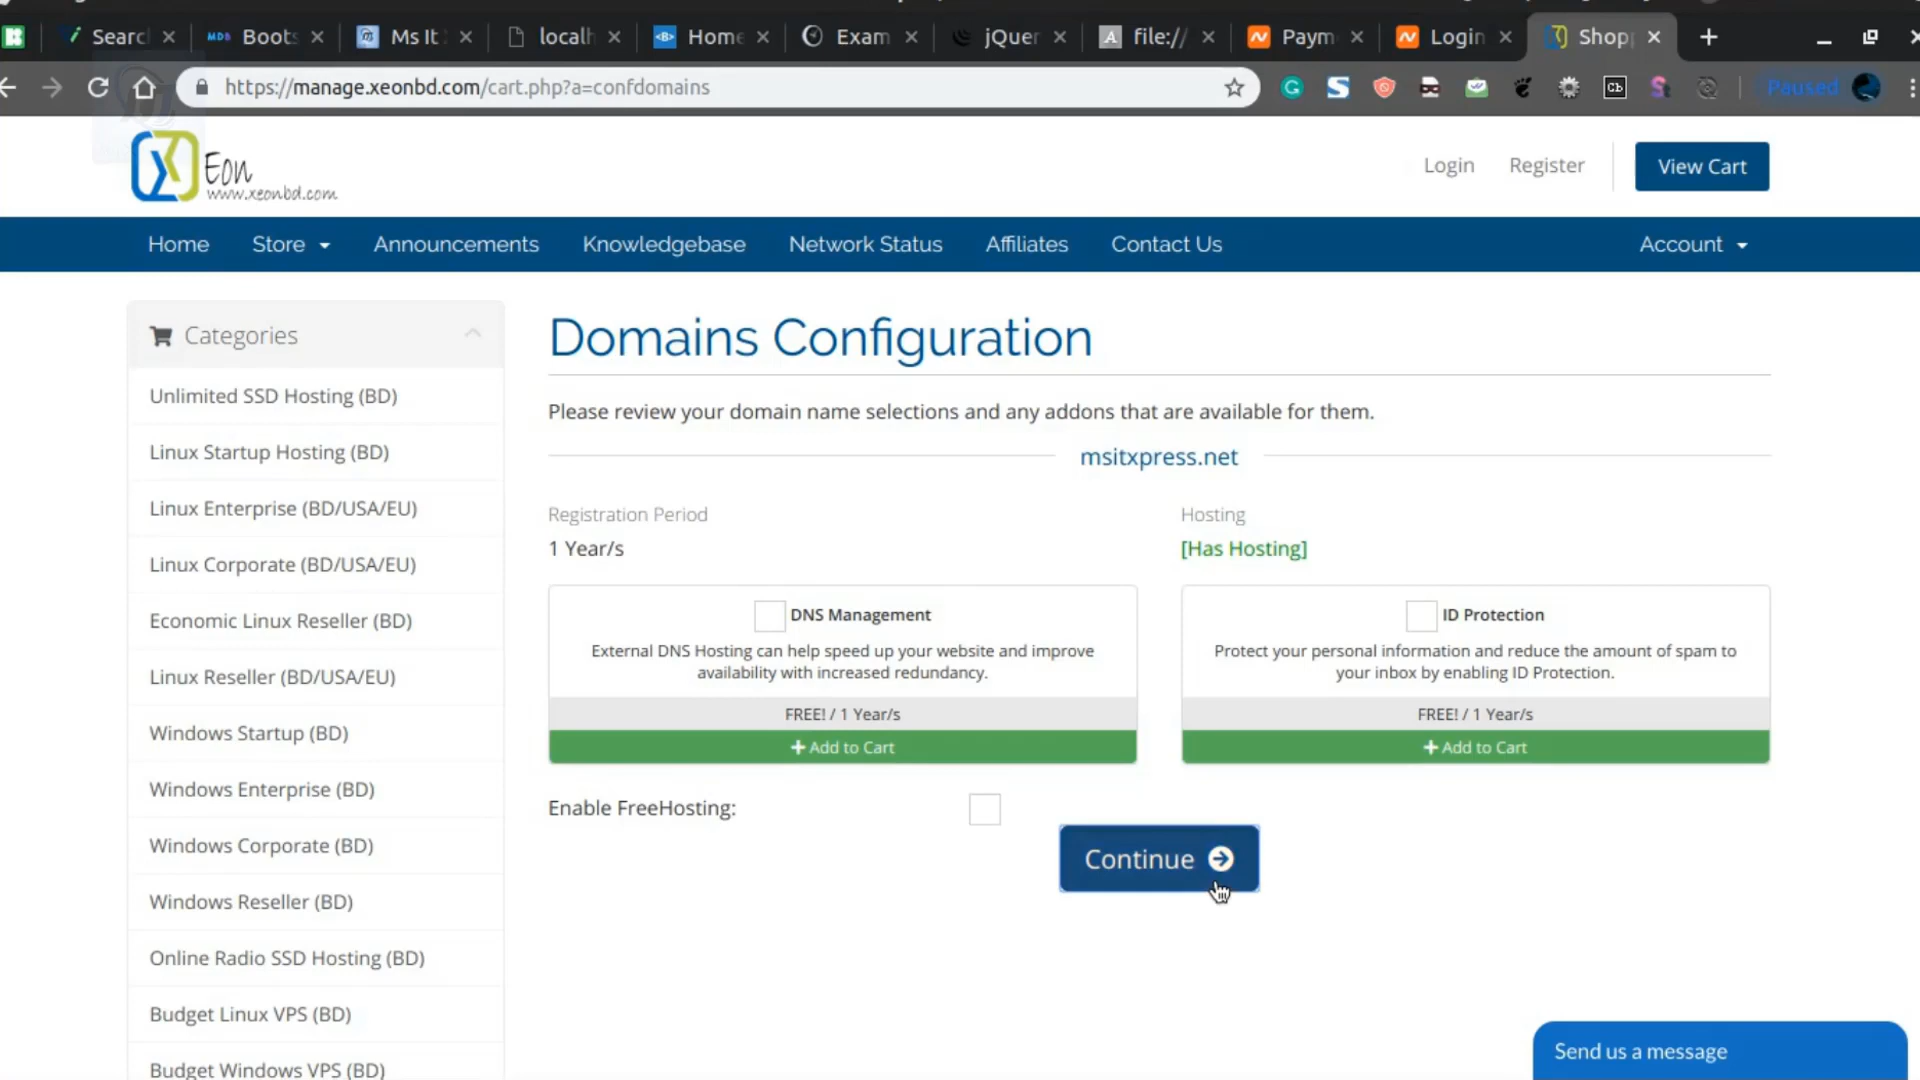 Searc
MDB Boots
Ms It
localh
Home
Exam
jQuer
file://
Paym
Login
Shop
https://manage.xeonbd.com/cart.php?a=confdomains
Paused
Eon
www.xeonbd.com
Login
Register
View Cart
Home
Store
Announcements
Knowledgebase
Network Status
Affiliates
Contact Us
Account
Categories
Unlimited SSD Hosting (BD)
Linux Startup Hosting (BD)
Linux Enterprise (BD/USA/EU)
Linux Corporate (BD/USA/EU)
Economic Linux Reseller (BD)
Linux Reseller (BD/USA/EU)
Windows Startup (BD)
Windows Enterprise (BD)
Windows Corporate (BD)
Windows Reseller (BD)
Online Radio SSD Hosting (BD)
Budget Linux VPS (BD)
Budget Windows VPS (BD)
Domains Configuration
Please review your domain name selections and any addons that are available for them.
msitxpress.net
Registration Period
1 Year/s
Hosting
[Has Hosting]
DNS Management
External DNS Hosting can help speed up your website and improve
availability with increased redundancy.
FREE! / 1 Year/s
+ Add to Cart
ID Protection
Protect your personal information and reduce the amount of spam to
your inbox by enabling ID Protection.
FREE! / 1 Year/s
+ Add to Cart
Enable FreeHosting:
Continue
Send us a message